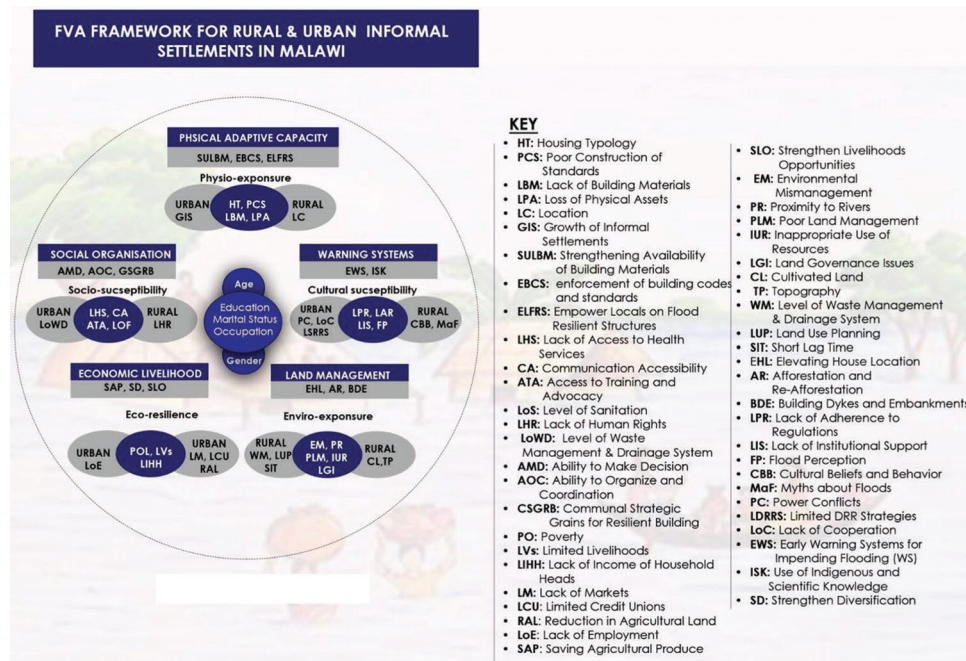 FVA FRAMEWORK FOR RURAL & URBAN INFORMAL
SETTLEMENTS IN MALAWI
PHSICAL ADAPTIVE CAPACITY
SULBM, EBCS, ELFRS
Physio-exponsure
URBAN
GIS
HT, PCS
LBM, LPA
RURAL
LC
SOCIAL ORGANISATION
AMD, AOC, GSGRB
Socio-sucseptibility
URBAN
LoWD
LHS, CA
ATA, LOF
RURAL
LHR
WARNING SYSTEMS
EWS, ISK
Cultural sucseptibility
URBAN
PC, LoC
LSRRS
LPR, LAR
LIS, FP
RURAL
CBB, MaF
Age
Education
Marital Status
Occupation
Gender
ECONOMIC LIVELIHOOD
SAP, SD, SLO
Eco-resilience
URBAN
LoE
POL, LVs
LIHH
URBAN
LM, LCU
RAL
LAND MANAGEMENT
EHL, AR, BDE
Enviro-exposure
RURAL
WM, LUP
SIT
EM, PR
PLM, IUR
LGI
RURAL
CL,TP
KEY
• HT: Housing Typology
• PCS: Poor Construction of
Standards
• LBM: Lack of Building Materials
• LPA: Loss of Physical Assets
• LC: Location
• GIS: Growth of Informal
Settlements
• SULBM: Strengthening Availability
of Building Materials
• EBCS: enforcement of building codes
and standards
• ELFRS: Empower Locals on Flood
Resilient Structures
• LHS: Lack of Access to Health
Services
• CA: Communication Accessibility
• ATA: Access to Training and
Advocacy
• LoS: Level of Sanitation
• LHR: Lack of Human Rights
• LoWD: Level of Waste
Management & Drainage System
• AMD: Ability to Make Decision
• AOC: Ability to Organize and
Coordination
• CSGRB: Communal Strategic
Grains for Resilient Building
• PO: Poverty
• LVs: Limited Livelihoods
• LIHH: Lack of Income of Household
Heads
• LM: Lack of Markets
• LCU: Limited Credit Unions
• RAL: Reduction in Agricultural Land
• LoE: Lack of Employment
• SAP: Saving Agricultural Produce
• SLO: Strengthen Livelihoods
Opportunities
• EM: Environmental
Mismanagement
• PR: Proximity to Rivers
• PLM: Poor Land Management
• IUR: Inappropriate Use of
Resources
• LGI: Land Governance Issues
• CL: Cultivated Land
• TP: Topography
• WM: Level of Waste Management
& Drainage System
• LUP: Land Use Planning
• SIT: Short Lag Time
• EHL: Elevating House Location
• AR: Afforestation and
Re-Afforestation
• BDE: Building Dykes and Embankments
• LPR: Lack of Adherence to
Regulations
• LIS: Lack of Institutional Support
• FP: Flood Perception
• CBB: Cultural Beliefs and Behavior
• MaF: Myths about Floods
• PC: Power Conflicts
• LDRRS: Limited DRR Strategies
• LoC: Lack of Cooperation
• EWS: Early Warning Systems for
Impending Flooding (WS)
• ISK: Use of Indigenous and
Scientific Knowledge
• SD: Strengthen Diversification